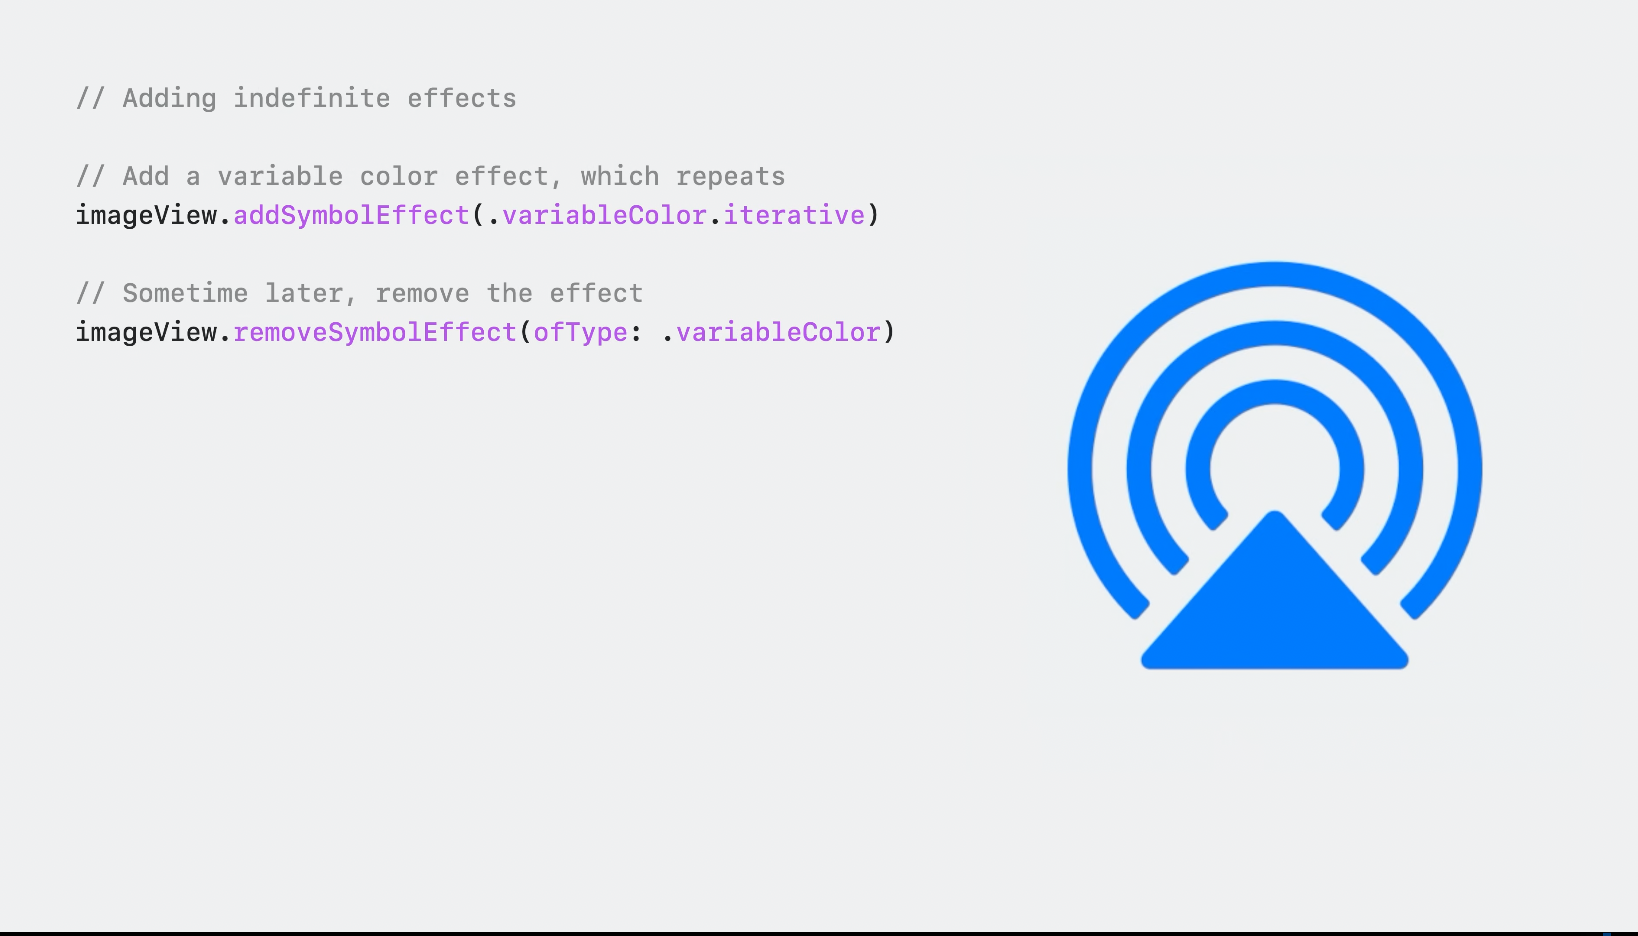 // Adding indefinite effects
// Add a variable color effect, which repeats
imageView.addSymbolEffect(.variableColor.iterative)
// Sometime later, remove the effect
imageView.removeSymbolEffect(ofType: .variableColor)